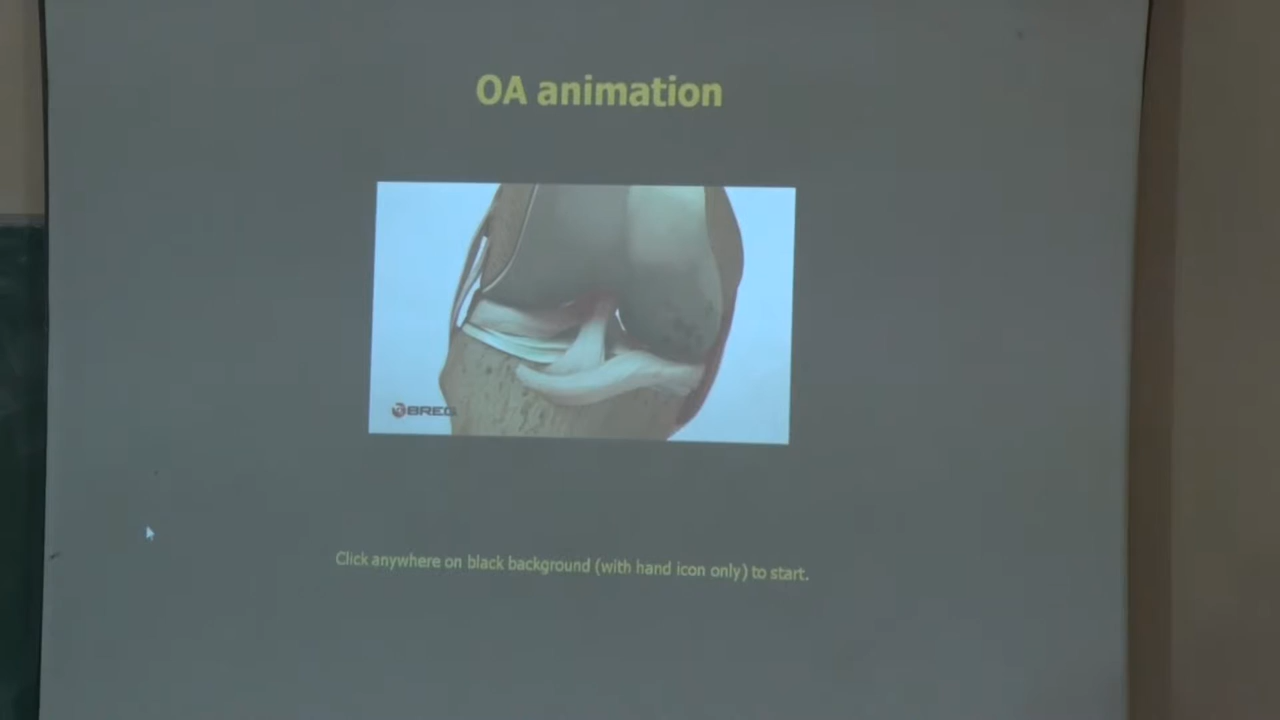 OA animation
BREG
Click anywhere on black background (with hand icon only) to start.